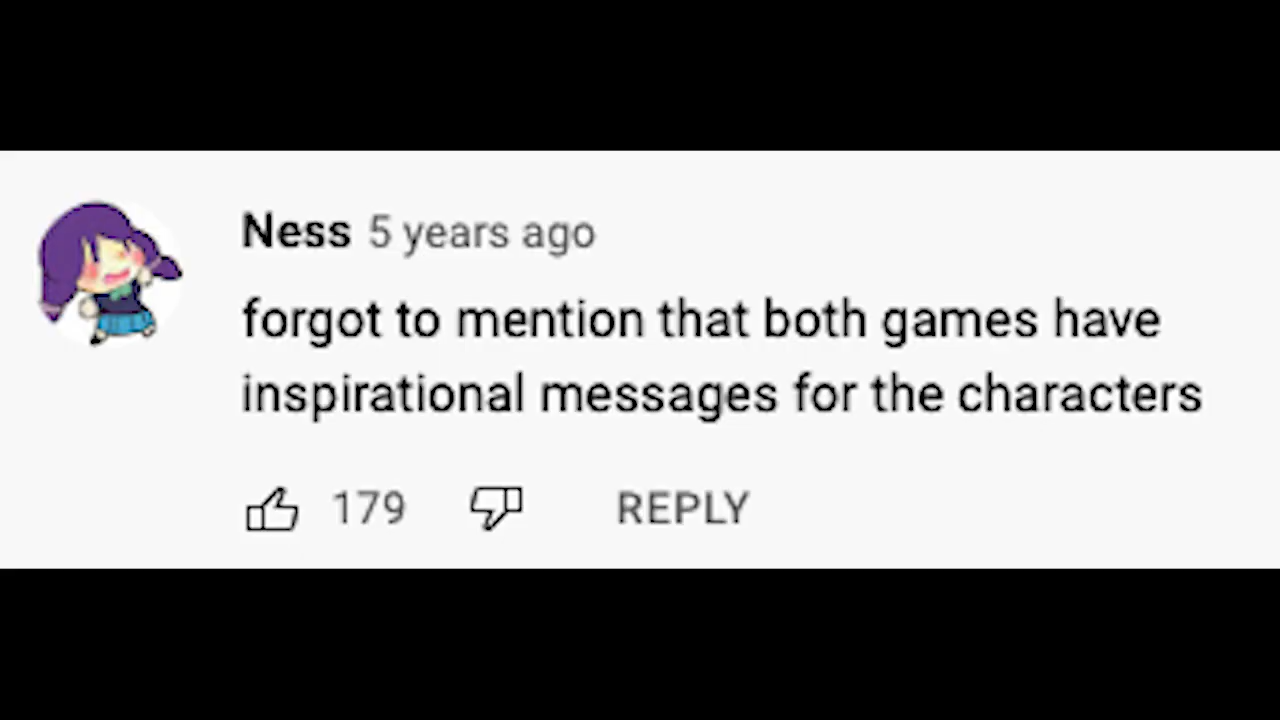 Ness 5 years ago
forgot to mention that both games have
inspirational messages for the characters
179 REPLY